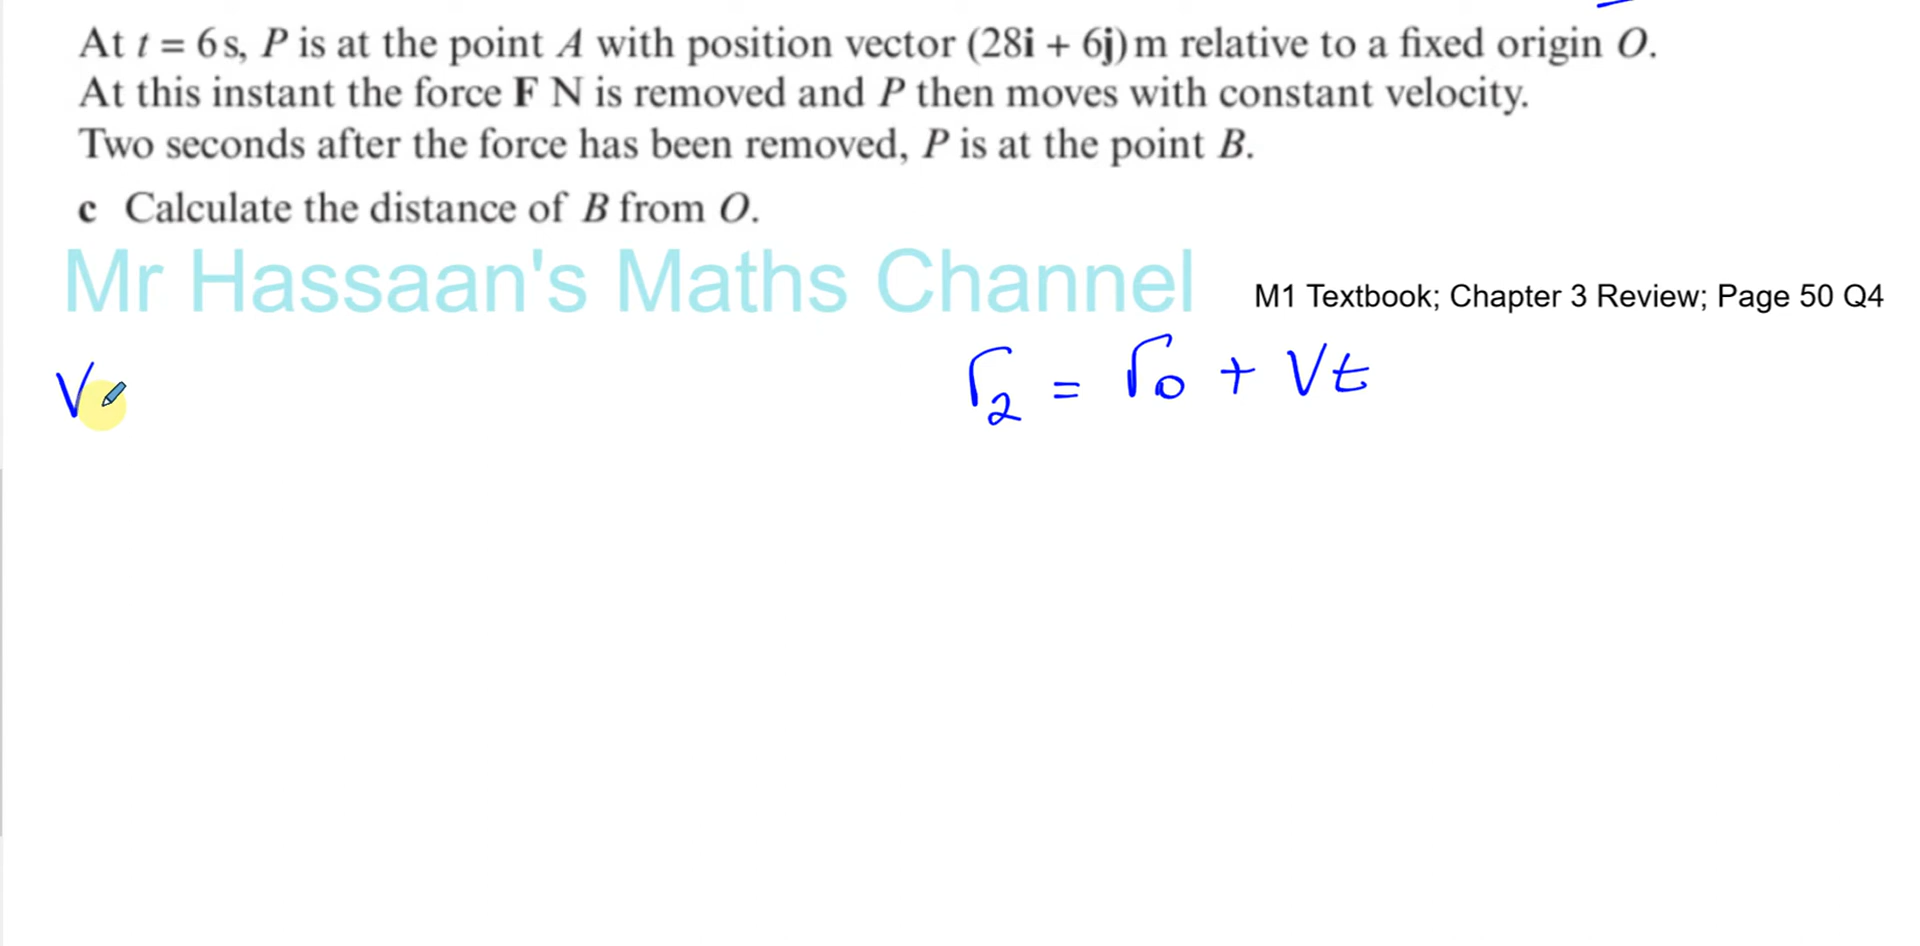 At t = 6 s, P is at the point A with position vector (28i + 6j) m relative to a fixed origin O.
At this instant the force F N is removed and P then moves with constant velocity.
Two seconds after the force has been removed, P is at the point B.
c Calculate the distance of B from O.
Mr Hassaan's Maths Channel
M1 Textbook; Chapter 3 Review; Page 50 Q4
r₂ = r₀ + Vt
V